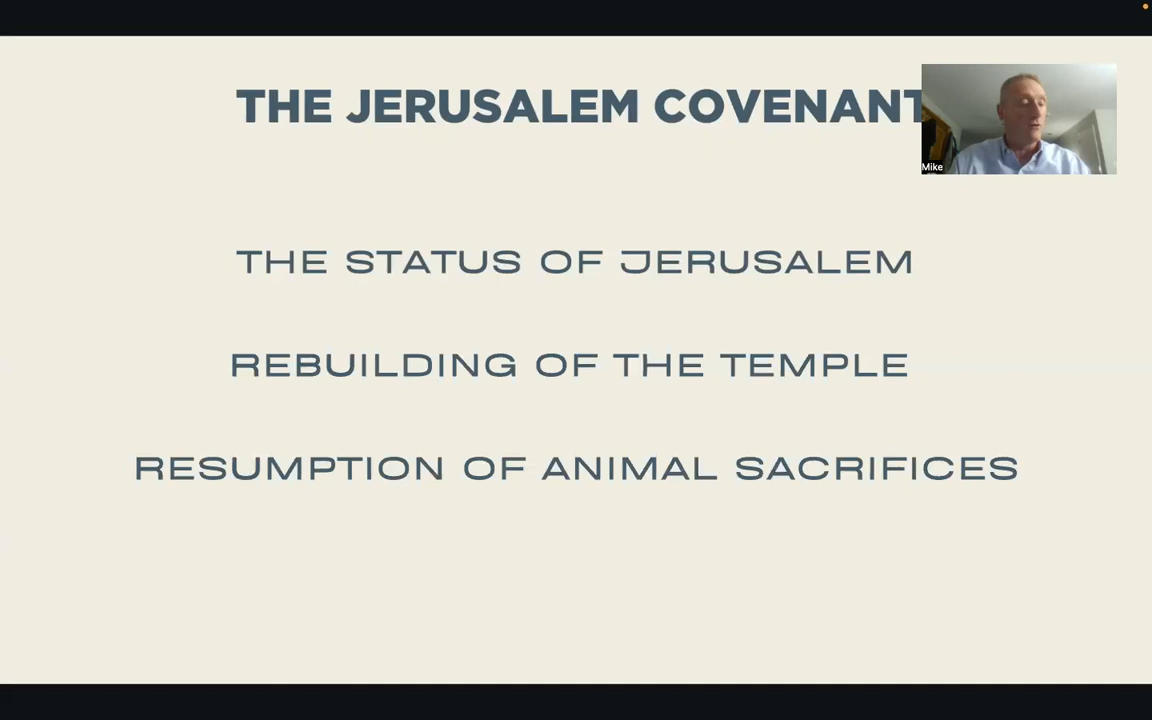 THE JERUSALEM COVENANT
Mike
THE STATUS OF JERUSALEM
REBUILDING OF THE TEMPLE
RESUMPTION OF ANIMAL SACRIFICES